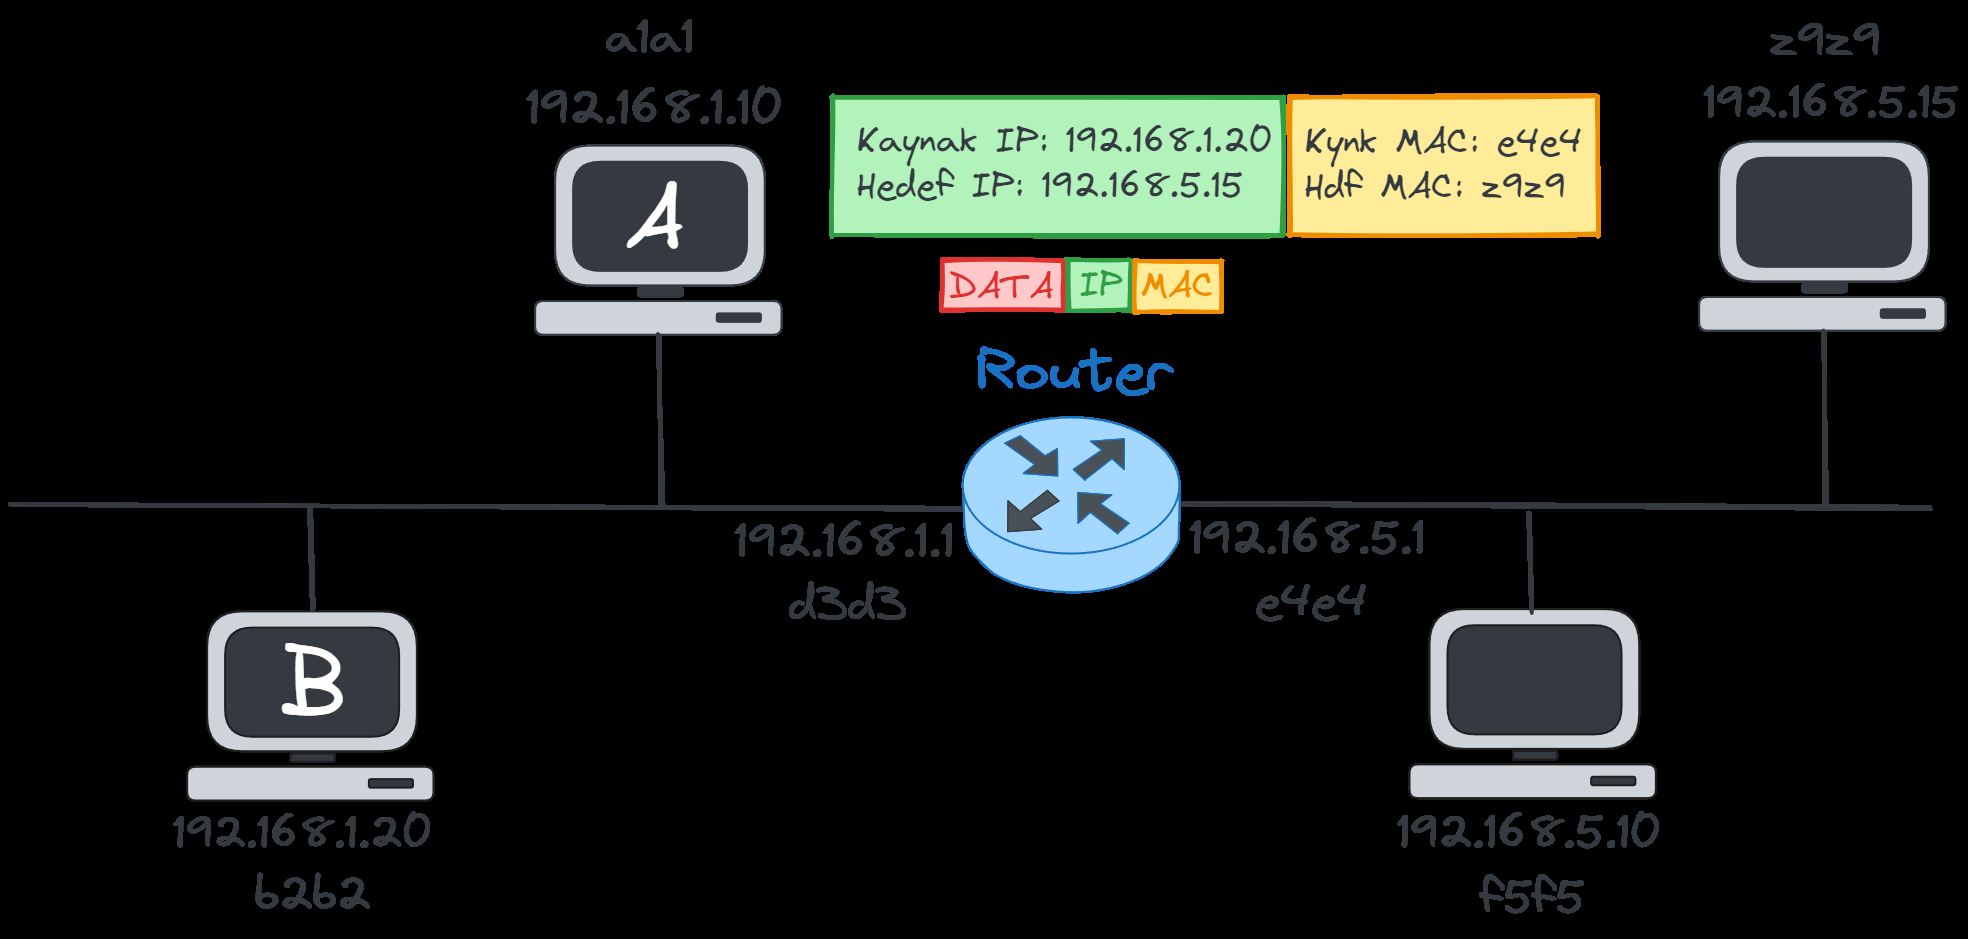 a1a1
192.168.1.10
A
Kaynak IP: 192.168.1.20
Hedef IP: 192.168.5.15
Kynk MAC: e4e4
Hdf MAC: z9z9
z9z9
192.168.5.15
DATA
IP
MAC
Router
192.168.1.1
d3d3
192.168.5.1
e4e4
B
192.168.1.20
b2b2
192.168.5.10
f5f5